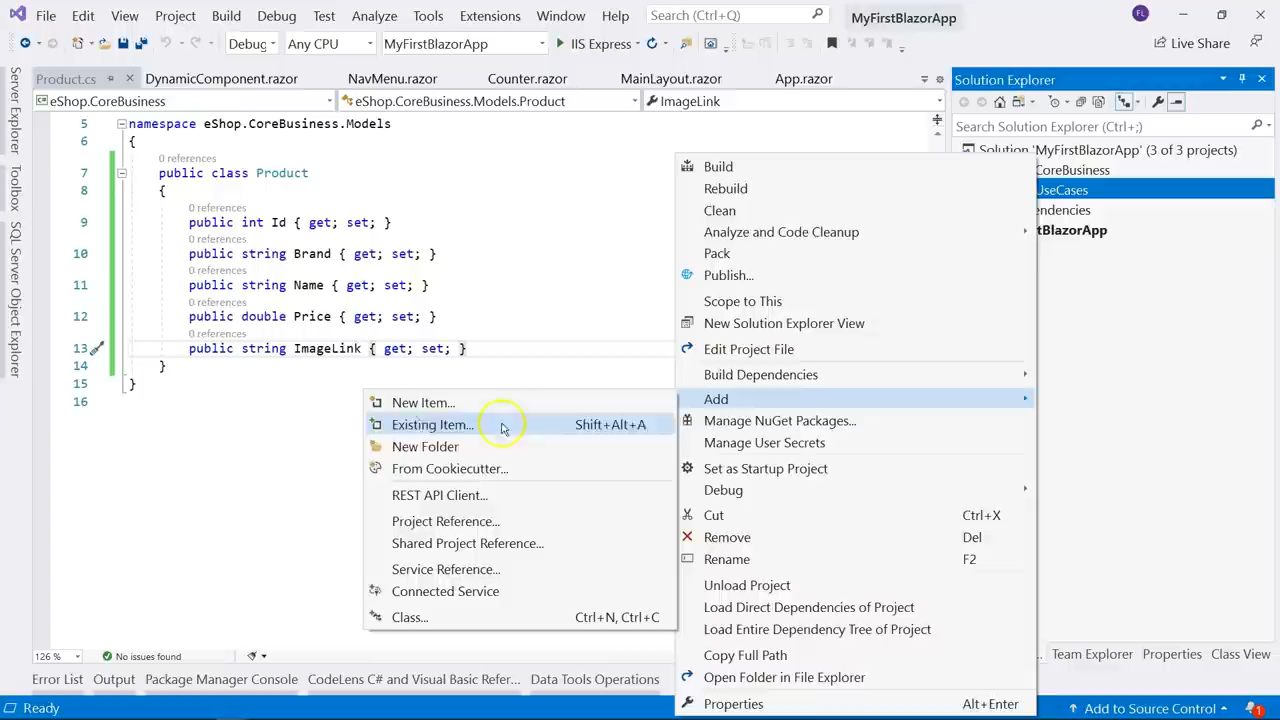 File Edit View Project Build Debug Test Analyze Tools Extensions Window Help Search (Ctrl+Q) MyFirstBlazorApp FL
Debug Any CPU MyFirstBlazorApp IIS Express Live Share
Product.cs DynamicComponent.razor NavMenu.razor Counter.razor MainLayout.razor App.razor
eShop.CoreBusiness eShop.CoreBusiness.Models.Product ImageLink
Server Explorer
Toolbox
SQL Server Object Explorer
5 namespace eShop.CoreBusiness.Models
6 {
0 references
7 public class Product
8 {
0 references
9 public int Id { get; set; }
0 references
10 public string Brand { get; set; }
0 references
11 public string Name { get; set; }
0 references
12 public double Price { get; set; }
0 references
13 public string ImageLink { get; set; }
14 }
15 }
16
New Item...
Existing Item... Shift+Alt+A
New Folder
From Cookiecutter...
REST API Client...
Project Reference...
Shared Project Reference...
Service Reference...
Connected Service
Class... Ctrl+N, Ctrl+C
Build
Rebuild
Clean
Analyze and Code Cleanup
Pack
Publish...
Scope to This
New Solution Explorer View
Edit Project File
Build Dependencies
Add
Manage NuGet Packages...
Manage User Secrets
Set as Startup Project
Debug
Cut Ctrl+X
Remove Del
Rename F2
Unload Project
Load Direct Dependencies of Project
Load Entire Dependency Tree of Project
Copy Full Path
Open Folder in File Explorer
Properties Alt+Enter
Solution Explorer
Search Solution Explorer (Ctrl+;)
Solution 'MyFirstBlazorApp' (3 of 3 projects)
CoreBusiness
UseCases
endencies
tBlazorApp
126 % No issues found
... Team Explorer Properties Class View
Error List Output Package Manager Console CodeLens C# and Visual Basic Refer... Data Tools Operations
Ready Add to Source Control 1